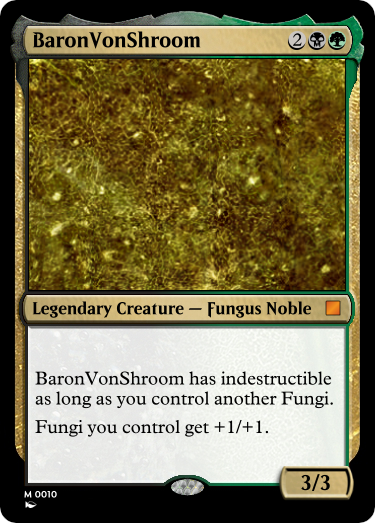 BaronVonShroom 2
Legendary Creature — Fungus Noble
BaronVonShroom has indestructible
as long as you control another Fungi.
Fungi you control get +1/+1.
3/3
M 0010